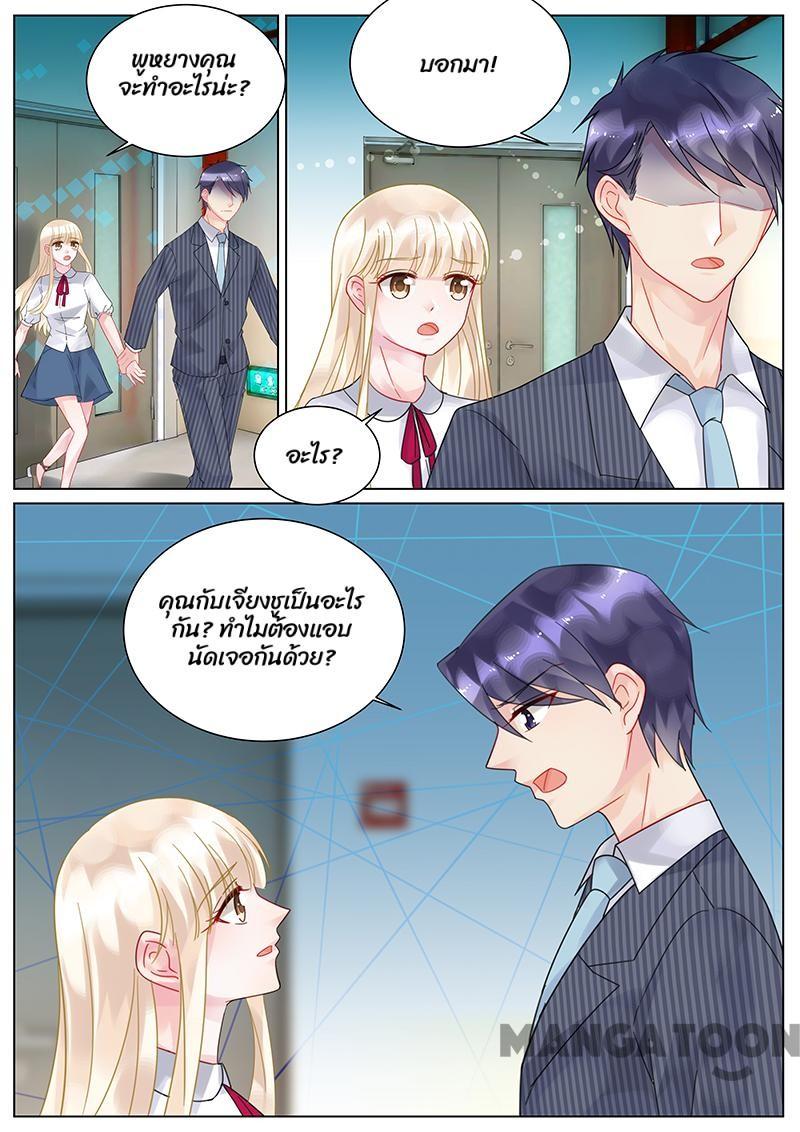 พูหยางคุณ
จะทำอะไรน่ะ?
บอกมา!
อะไร?
คุณกับเจียงชูเป็นอะไร
กัน? ทำไมต้องแอบ
นัดเจอกันด้วย?
MANGATOON